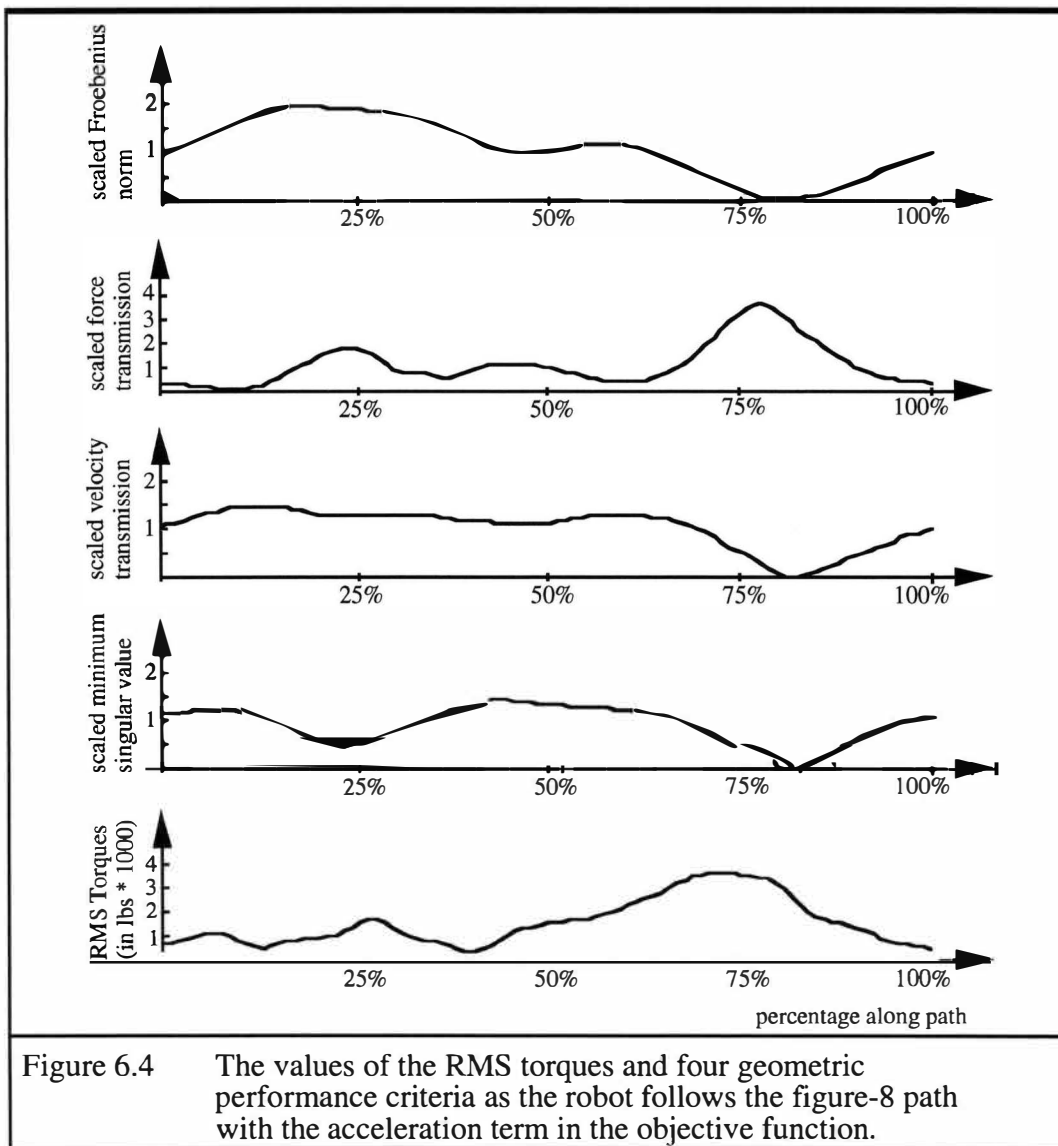 scaled Froebenius
norm
2
1
25%
50%
75%
100%
scaled force
transmission
4
3
2
1
25%
50%
75%
100%
scaled velocity
transmission
2
1
25%
50%
75%
100%
scaled minimum
singular value
2
1
25%
50%
75%
100%
RMS Torques
(in lbs * 1000)
4
3
2
1
25%
50%
75%
100%
percentage along path
Figure 6.4 The values of the RMS torques and four geometric
performance criteria as the robot follows the figure-8 path
with the acceleration term in the objective function.